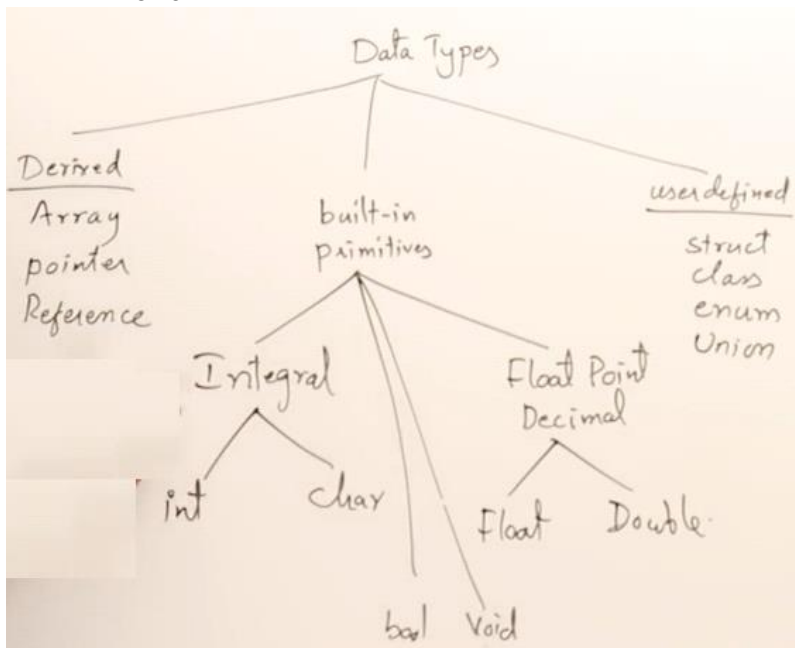 Data Types
Derived
Array
pointer
Reference
built-in
primitives
userdefined
struct
class
enum
Union
Integral
Float Point
Decimal
int
char
Float
Double.
bool
Void